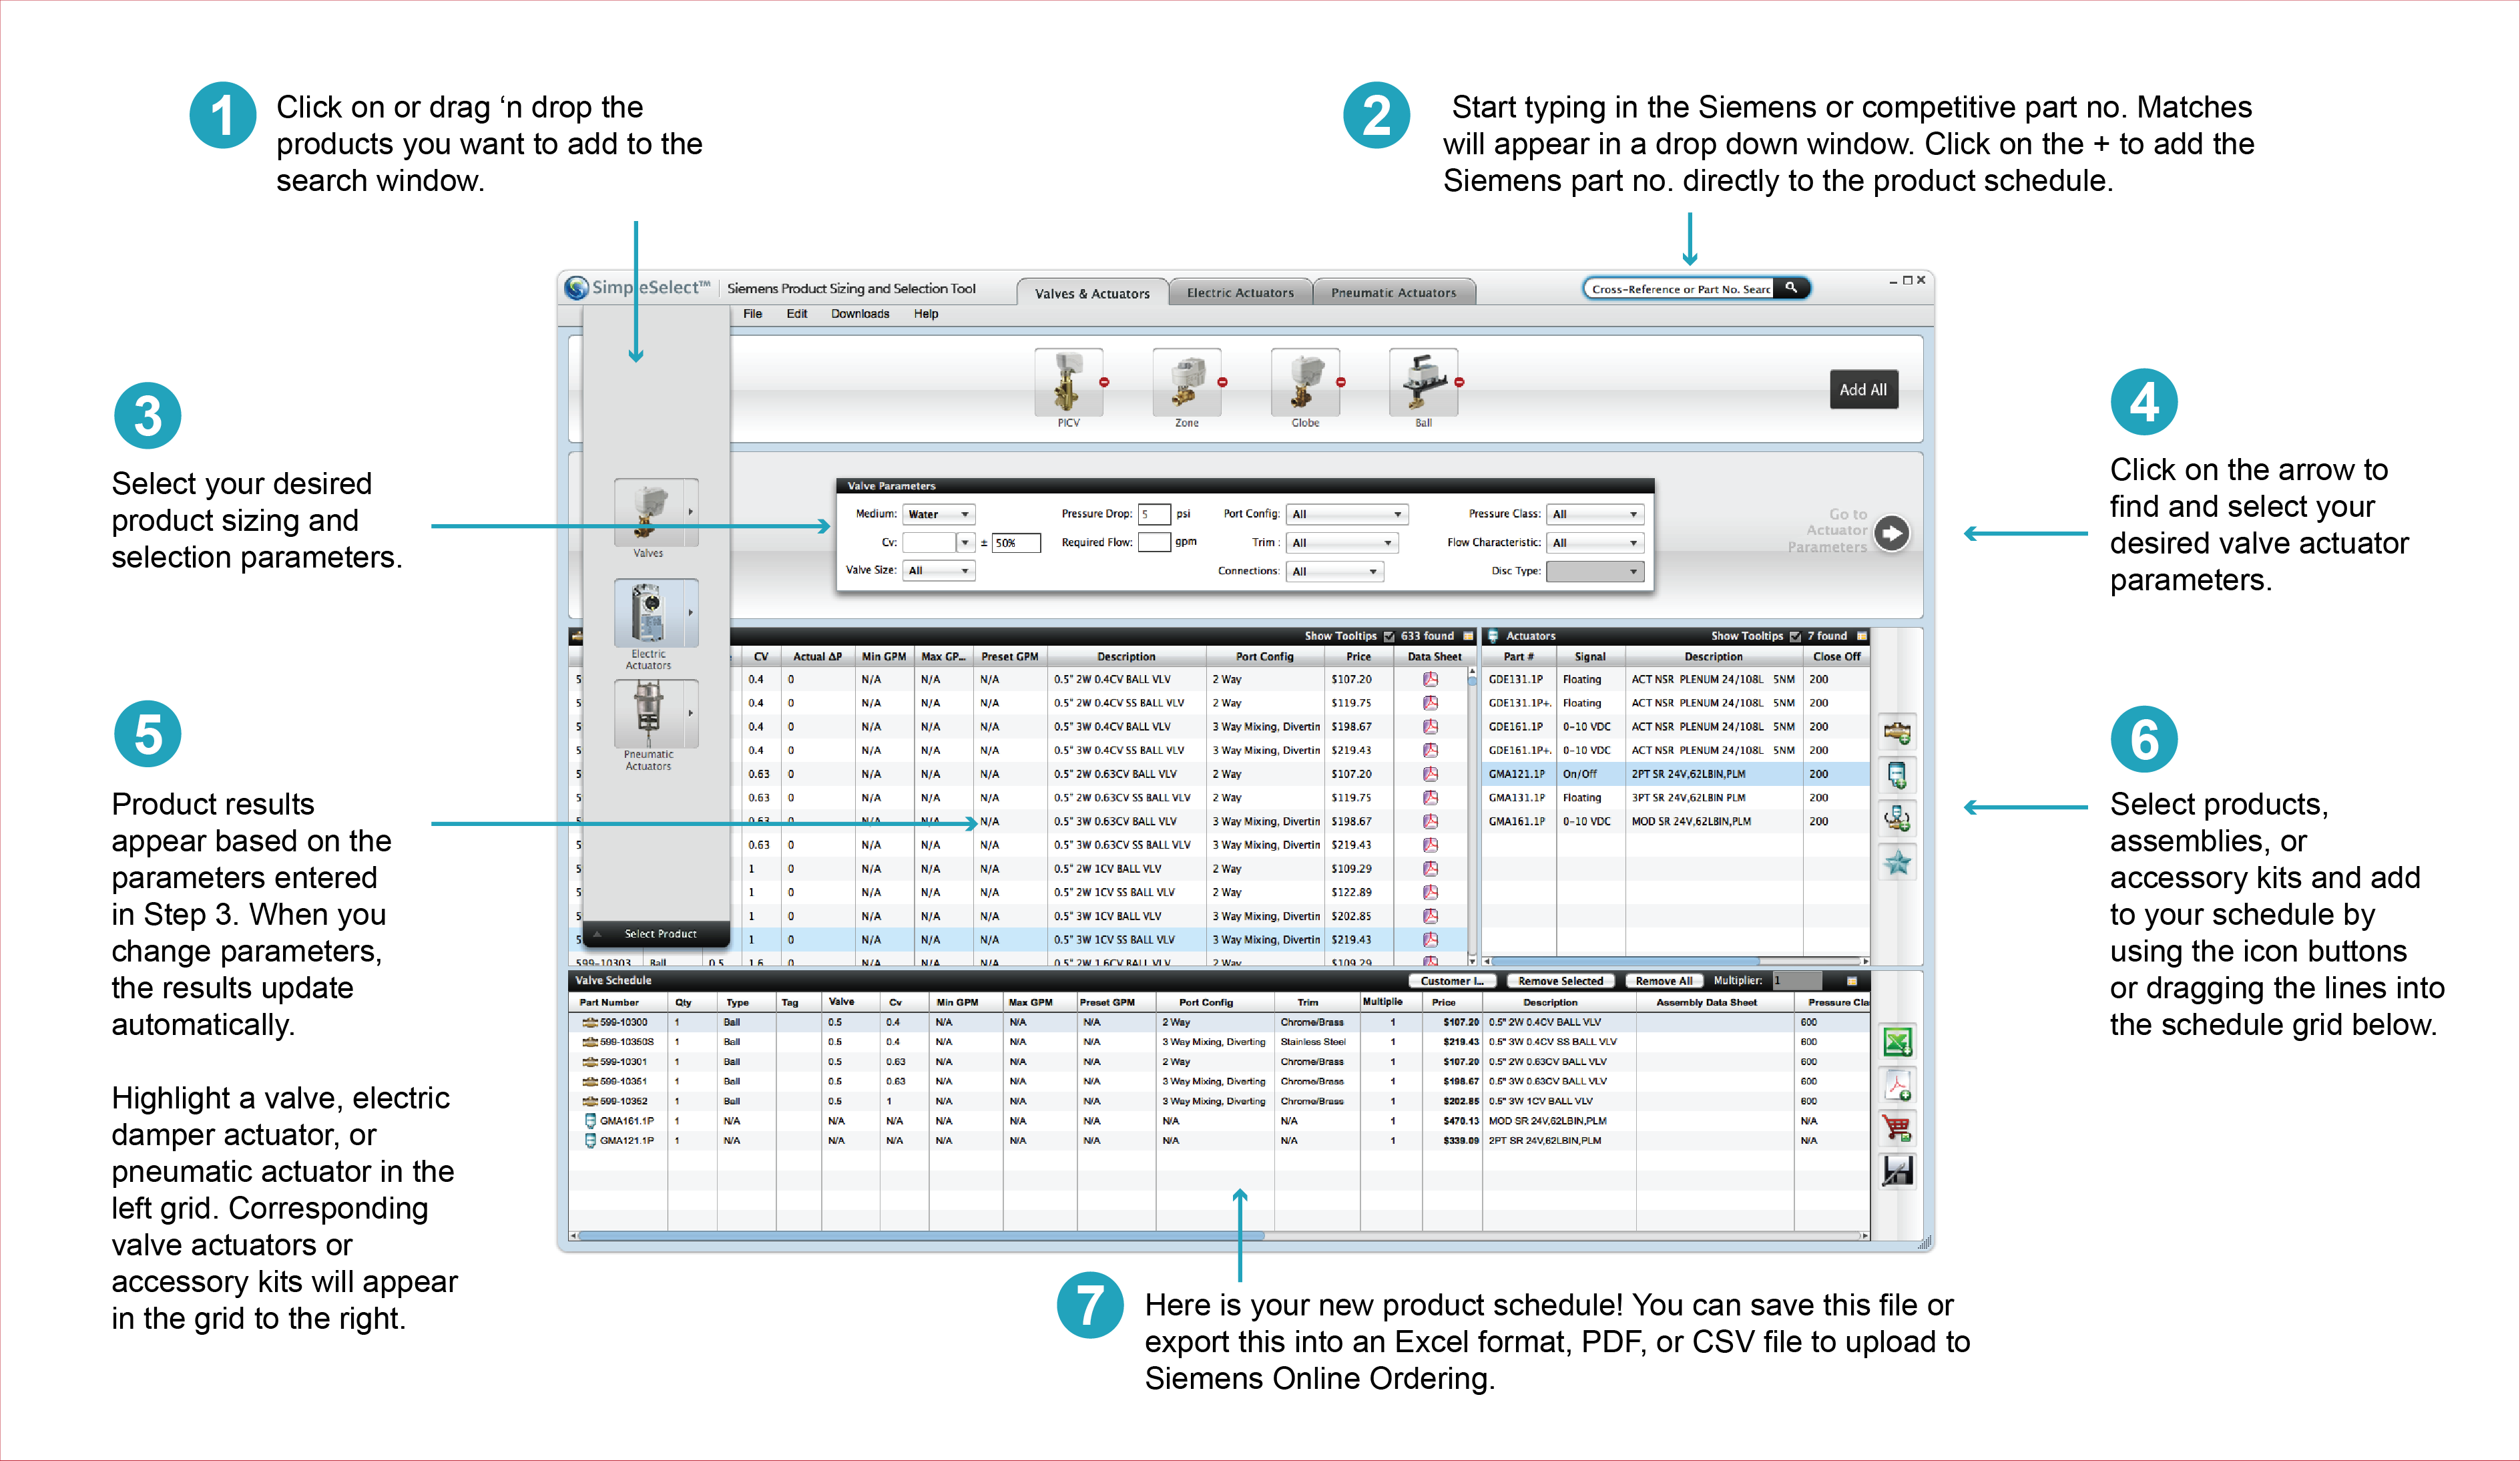 1
Click on or drag ‘n drop the
products you want to add to the
search window.
2
Start typing in the Siemens or competitive part no. Matches
will appear in a drop down window. Click on the + to add the
Siemens part no. directly to the product schedule.
3
Select your desired
product sizing and
selection parameters.
4
Click on the arrow to
find and select your
desired valve actuator
parameters.
5
Product results
appear based on the
parameters entered
in Step 3. When you
change parameters,
the results update
automatically.
Highlight a valve, electric
damper actuator, or
pneumatic actuator in the
left grid. Corresponding
valve actuators or
accessory kits will appear
in the grid to the right.
6
Select products,
assemblies, or
accessory kits and add
to your schedule by
using the icon buttons
or dragging the lines into
the schedule grid below.
SimpleSelect™ Siemens Product Sizing and Selection Tool Valves & Actuators Electric Actuators Pneumatic Actuators Cross-Reference or Part No. Searc
File Edit Downloads Help
PICV Zone Globe Ball Add All
Valves
Electric
Actuators
Pneumatic
Actuators
Select Product
Valve Parameters
Medium: Water Pressure Drop: 5 psi Port Config: All Pressure Class: All
Cv: ± 50% Required Flow: gpm Trim : All Flow Characteristic: All
Valve Size: All Connections: All Disc Type:
Go to
Actuator
Parameters
Show Tooltips 633 found
CV Actual ΔP Min GPM Max GP... Preset GPM Description Port Config Price Data Sheet
5 0.4 0 N/A N/A N/A 0.5" 2W 0.4CV BALL VLV 2 Way $107.20
5 0.4 0 N/A N/A N/A 0.5" 2W 0.4CV SS BALL VLV 2 Way $119.75
5 0.4 0 N/A N/A N/A 0.5" 3W 0.4CV BALL VLV 3 Way Mixing, Divertin $198.67
5 0.4 0 N/A N/A N/A 0.5" 3W 0.4CV SS BALL VLV 3 Way Mixing, Divertin $219.43
5 0.63 0 N/A N/A N/A 0.5" 2W 0.63CV BALL VLV 2 Way $107.20
5 0.63 0 N/A N/A N/A 0.5" 2W 0.63CV SS BALL VLV 2 Way $119.75
5 0.63 0 N/A N/A N/A 0.5" 3W 0.63CV BALL VLV 3 Way Mixing, Divertin $198.67
5 0.63 0 N/A N/A N/A 0.5" 3W 0.63CV SS BALL VLV 3 Way Mixing, Divertin $219.43
5 1 0 N/A N/A N/A 0.5" 2W 1CV BALL VLV 2 Way $109.29
5 1 0 N/A N/A N/A 0.5" 2W 1CV SS BALL VLV 2 Way $122.89
5 1 0 N/A N/A N/A 0.5" 3W 1CV BALL VLV 3 Way Mixing, Divertin $202.85
5 1 0 N/A N/A N/A 0.5" 3W 1CV SS BALL VLV 3 Way Mixing, Divertin $219.43
599-10303 Ball 0.5 1.6 0 N/A N/A N/A 0.5" 2W 1.6CV BALL VLV 2 Way $109.29
Actuators Show Tooltips 7 found
Part # Signal Description Close Off
GDE131.1P Floating ACT NSR PLENUM 24/108L 5NM 200
GDE131.1P+. Floating ACT NSR PLENUM 24/108L 5NM 200
GDE161.1P 0-10 VDC ACT NSR PLENUM 24/108L 5NM 200
GDE161.1P+. 0-10 VDC ACT NSR PLENUM 24/108L 5NM 200
GMA121.1P On/Off 2PT SR 24V,62LBIN,PLM 200
GMA131.1P Floating 3PT SR 24V,62LBIN PLM 200
GMA161.1P 0-10 VDC MOD SR 24V,62LBIN,PLM 200
Valve Schedule Customer I... Remove Selected Remove All Multiplier: 1
Part Number Qty Type Tag Valve Cv Min GPM Max GPM Preset GPM Port Config Trim Multiplie Price Description Assembly Data Sheet Pressure Cla
599-10300 1 Ball 0.5 0.4 N/A N/A N/A 2 Way Chrome/Brass 1 $107.20 0.5" 2W 0.4CV BALL VLV 600
599-10350S 1 Ball 0.5 0.4 N/A N/A N/A 3 Way Mixing, Diverting Stainless Steel 1 $219.43 0.5" 3W 0.4CV SS BALL VLV 600
599-10301 1 Ball 0.5 0.63 N/A N/A N/A 2 Way Chrome/Brass 1 $107.20 0.5" 2W 0.63CV BALL VLV 600
599-10351 1 Ball 0.5 0.63 N/A N/A N/A 3 Way Mixing, Diverting Chrome/Brass 1 $198.67 0.5" 3W 0.63CV BALL VLV 600
599-10352 1 Ball 0.5 1 N/A N/A N/A 3 Way Mixing, Diverting Chrome/Brass 1 $202.85 0.5" 3W 1CV BALL VLV 600
GMA161.1P 1 N/A N/A N/A N/A N/A N/A N/A N/A 1 $470.13 MOD SR 24V,62LBIN,PLM N/A
GMA121.1P 1 N/A N/A N/A N/A N/A N/A N/A N/A 1 $339.09 2PT SR 24V,62LBIN,PLM N/A
7
Here is your new product schedule! You can save this file or
export this into an Excel format, PDF, or CSV file to upload to
Siemens Online Ordering.